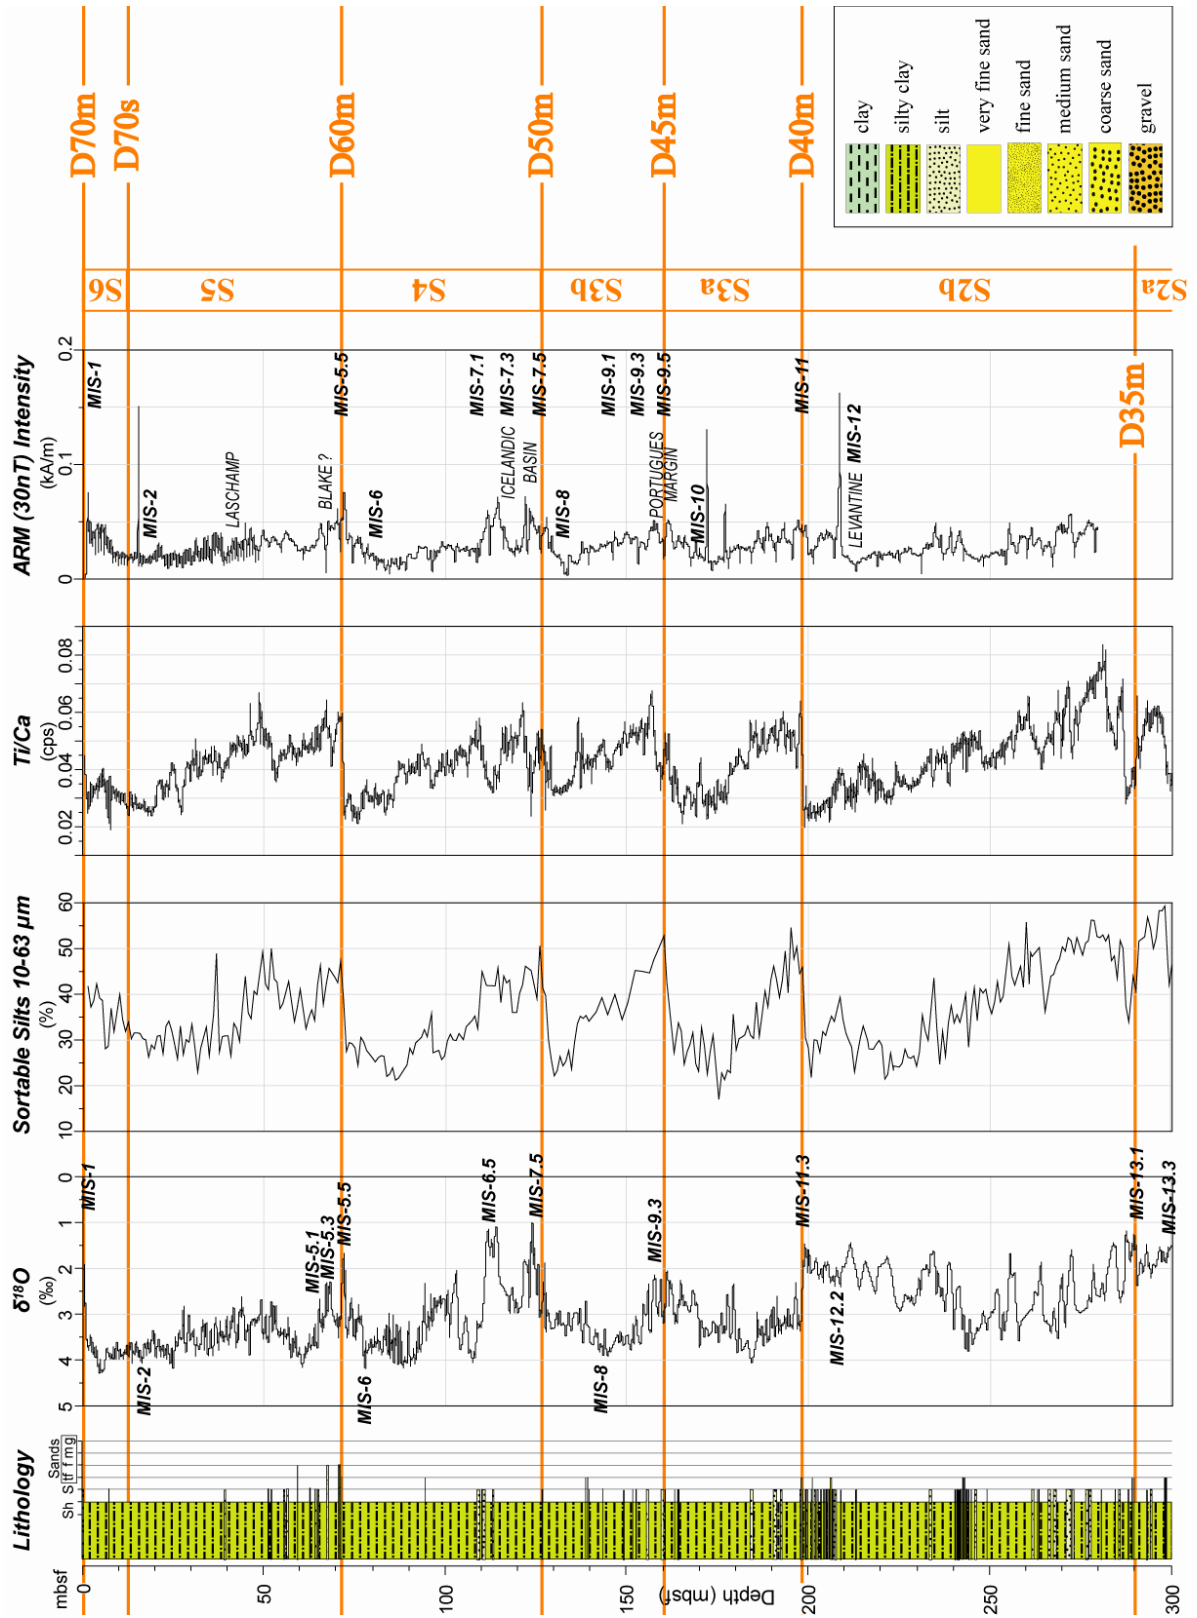 D70m
D70s
D60m
D50m
D45m
D40m
clay
silty clay
silt
very fine sand
fine sand
medium sand
coarse sand
gravel
S6
S5
S4
S3b
S3a
S2b
S2a
D35m
ARM (30nT) Intensity
(kA/m)
0.2
0.1
0
MIS-1
MIS-2
LASCHAMP
BLAKE ?
MIS-5.5
MIS-6
MIS-7.1
MIS-7.3
MIS-7.5
ICELANDIC
BASIN
MIS-8
MIS-9.1
MIS-9.3
MIS-9.5
PORTUGUES
MARGIN
MIS-10
MIS-11
MIS-12
LEVANTINE
Ti/Ca
(cps)
0.08
0.06
0.04
0.02
Sortable Silts 10-63 µm
(%)
60
50
40
30
20
10
δ18O
(‰)
0
1
2
3
4
5
MIS-1
MIS-2
MIS-5.1
MIS-5.3
MIS-5.5
MIS-6
MIS-6.5
MIS-7.5
MIS-8
MIS-9.3
MIS-11.3
MIS-12.2
MIS-13.1
MIS-13.3
Lithology
Sands
Sh S tf f m g
mbsf
0
50
100
150
200
250
300
Depth (mbsf)